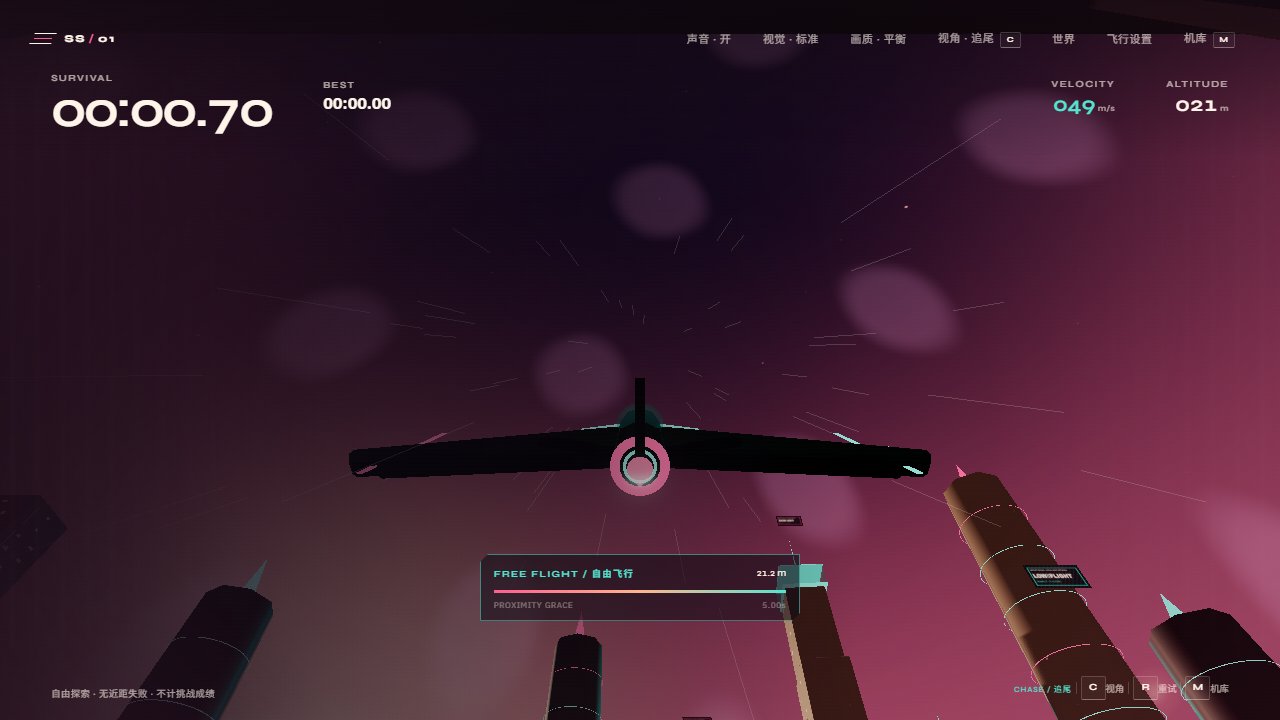 SS / 01
声音 · 开 视觉 · 标准 画质 · 平衡 视角 · 追尾 C 世界 飞行设置 机库 M
SURVIVAL
00:00.70
BEST
00:00.00
VELOCITY
049 m/s
ALTITUDE
021 m
FREE FLIGHT / 自由飞行 21.2 m
PROXIMITY GRACE 5.00s
LOW/FLIGHT
自由探索 · 无近距失败 · 不计挑战成绩
CHASE / 追尾 C 视角 R 重试 M 机库